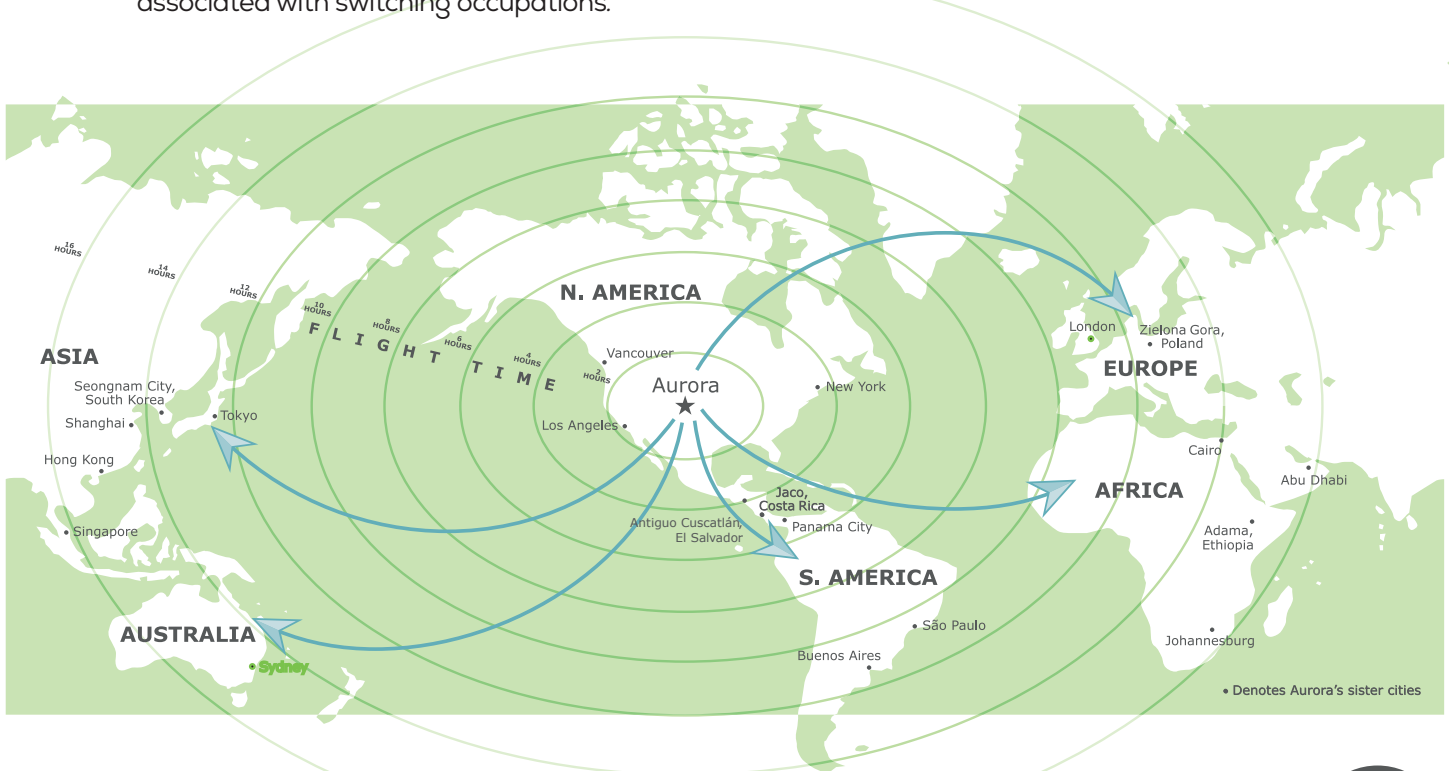 associated with switching occupations.
16
HOURS
14
HOURS
12
HOURS
10
HOURS
8
HOURS
6
HOURS
4
HOURS
2
HOURS
FLIGHT TIME
N. AMERICA
Vancouver
Aurora
New York
Los Angeles
London
Zielona Gora,
Poland
EUROPE
ASIA
Seongnam City,
South Korea
Shanghai
Tokyo
Hong Kong
Singapore
Cairo
Abu Dhabi
AFRICA
Adama,
Ethiopia
Johannesburg
Jaco,
Costa Rica
Antiguo Cuscatlán,
El Salvador
Panama City
S. AMERICA
São Paulo
Buenos Aires
AUSTRALIA
Sydney
• Denotes Aurora’s sister cities